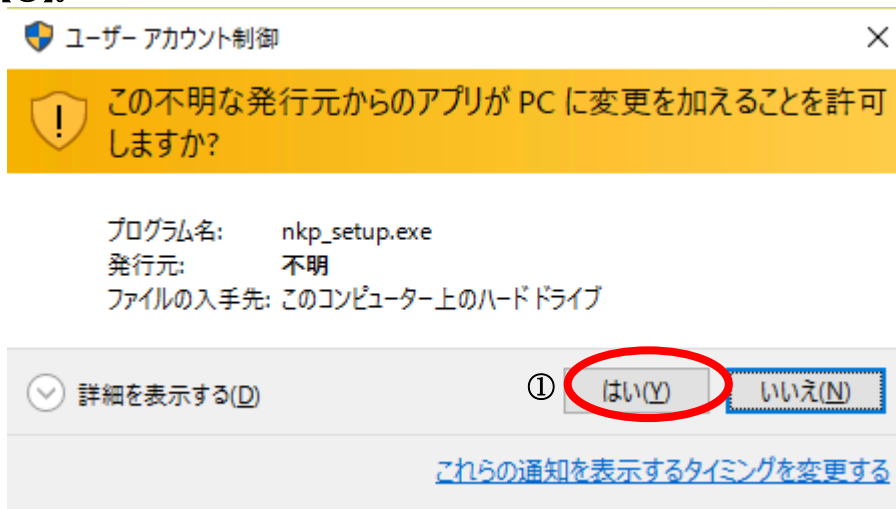 ユーザー アカウント制御
この不明な発行元からのアプリが PC に変更を加えることを許可
しますか?
プログラム名: nkp_setup.exe
発行元: 不明
ファイルの入手先: このコンピューター上のハード ドライブ
詳細を表示する(D)
① はい(Y) いいえ(N)
これらの通知を表示するタイミングを変更する